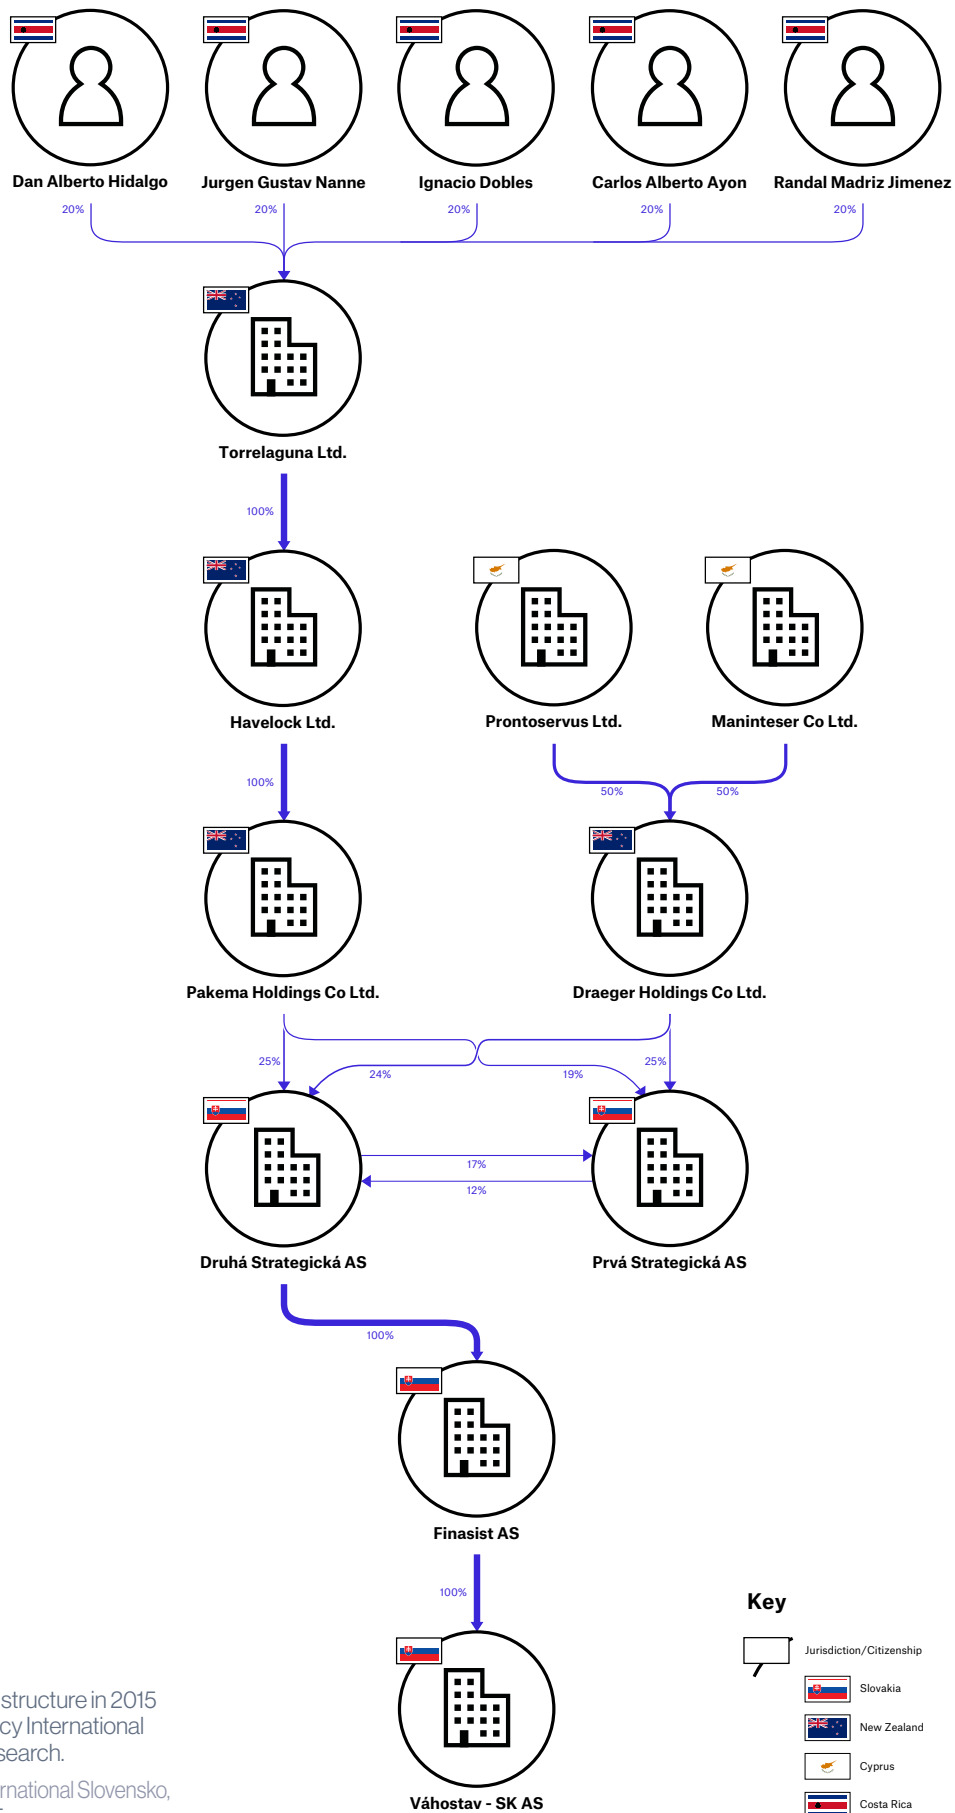 Dan Alberto Hidalgo
Jurgen Gustav Nanne
Ignacio Dobles
Carlos Alberto Ayon
Randal Madriz Jimenez
20%
20%
20%
20%
20%
Torrelaguna Ltd.
100%
Havelock Ltd.
Prontoservus Ltd.
Maninteser Co Ltd.
100%
50%
50%
Pakema Holdings Co Ltd.
Draeger Holdings Co Ltd.
25%
24%
19%
25%
17%
12%
Druhá Strategická AS
Prvá Strategická AS
100%
Finasist AS
100%
Váhostav - SK AS
Key
Jurisdiction/Citizenship
Slovakia
New Zealand
Cyprus
Costa Rica
structure in 2015
cy International
search.
rnational Slovensko,